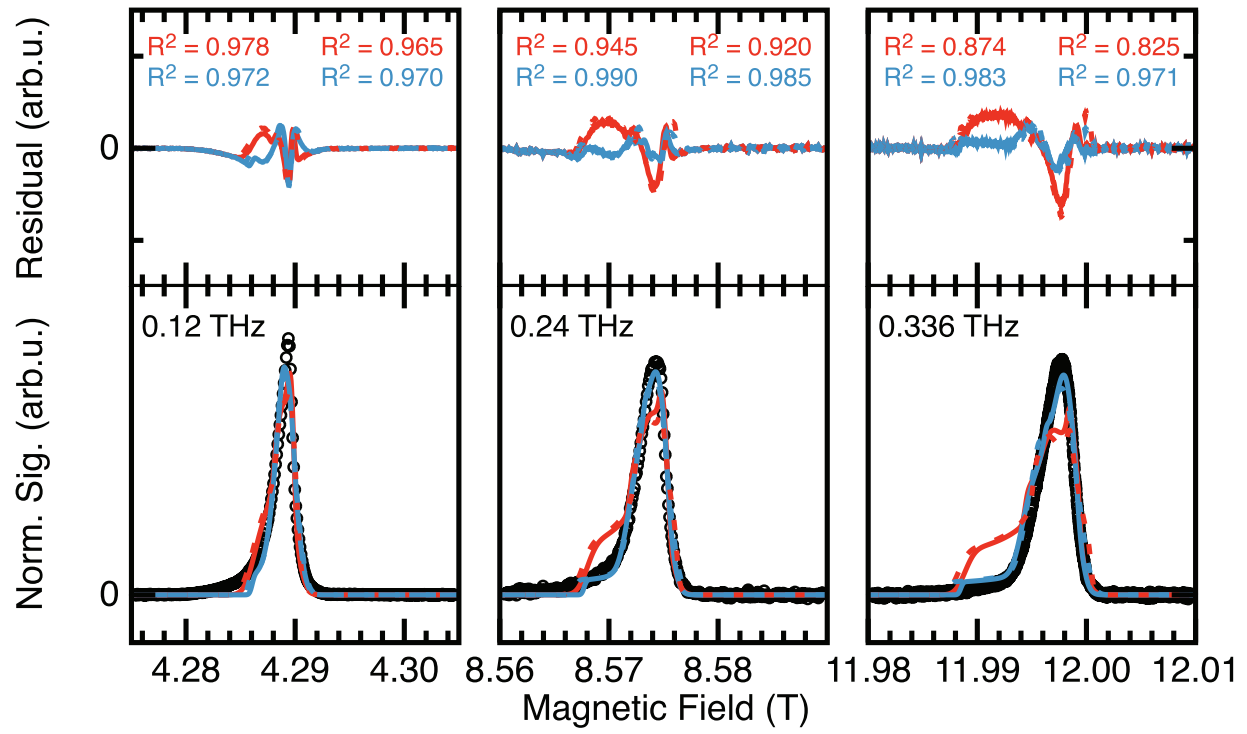 Residual (arb.u.)
0
R² = 0.978 R² = 0.965
R² = 0.972 R² = 0.970
R² = 0.945 R² = 0.920
R² = 0.990 R² = 0.985
R² = 0.874 R² = 0.825
R² = 0.983 R² = 0.971
Norm. Sig. (arb.u.)
0
0.12 THz
0.24 THz
0.336 THz
4.28 4.29 4.30 8.56 8.57 8.58 11.98 11.99 12.00 12.01
Magnetic Field (T)